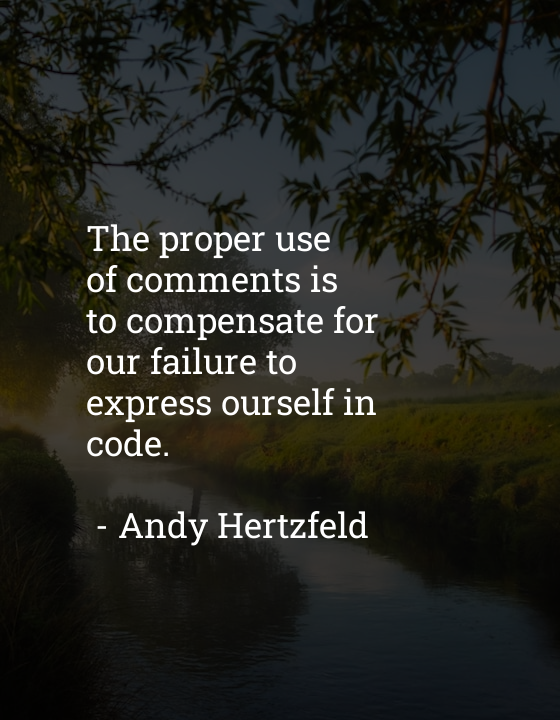 The proper use
of comments is
to compensate for
our failure to
express ourself in
code.
- Andy Hertzfeld